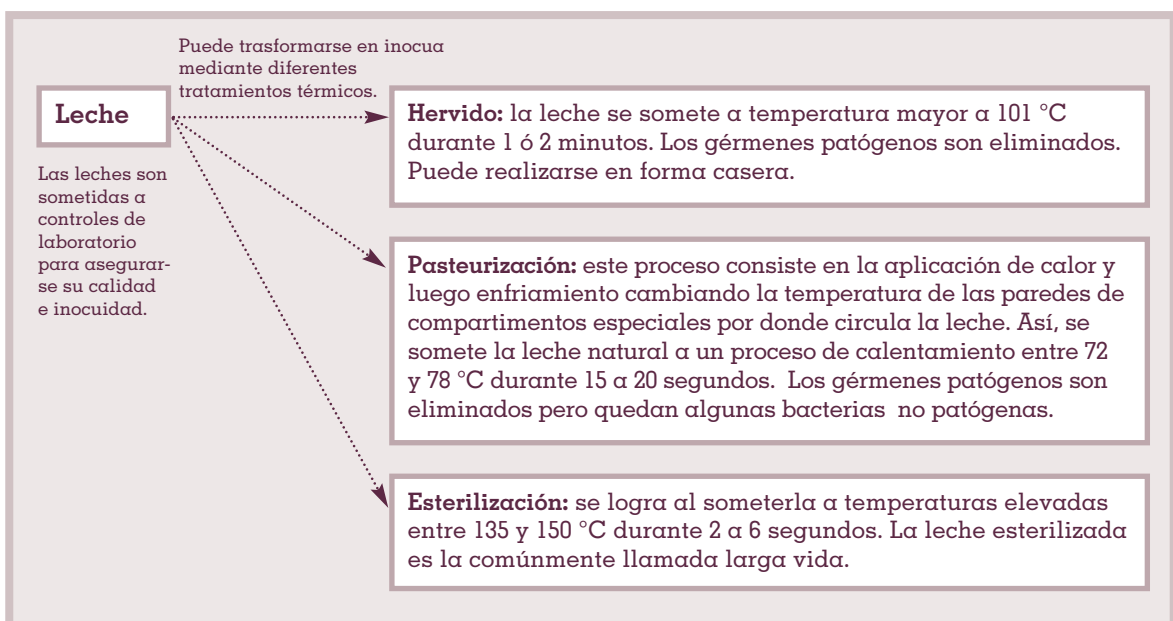 Puede trasformarse en inocua
mediante diferentes
tratamientos térmicos.
Leche
Las leches son
sometidas a
controles de
laboratorio
para asegurar-
se su calidad
e inocuidad.
Hervido: la leche se somete a temperatura mayor a 101 °C
durante 1 ó 2 minutos. Los gérmenes patógenos son eliminados.
Puede realizarse en forma casera.
Pasteurización: este proceso consiste en la aplicación de calor y
luego enfriamiento cambiando la temperatura de las paredes de
compartimentos especiales por donde circula la leche. Así, se
somete la leche natural a un proceso de calentamiento entre 72
y 78 °C durante 15 a 20 segundos. Los gérmenes patógenos son
eliminados pero quedan algunas bacterias no patógenas.
Esterilización: se logra al someterla a temperaturas elevadas
entre 135 y 150 °C durante 2 a 6 segundos. La leche esterilizada
es la comúnmente llamada larga vida.